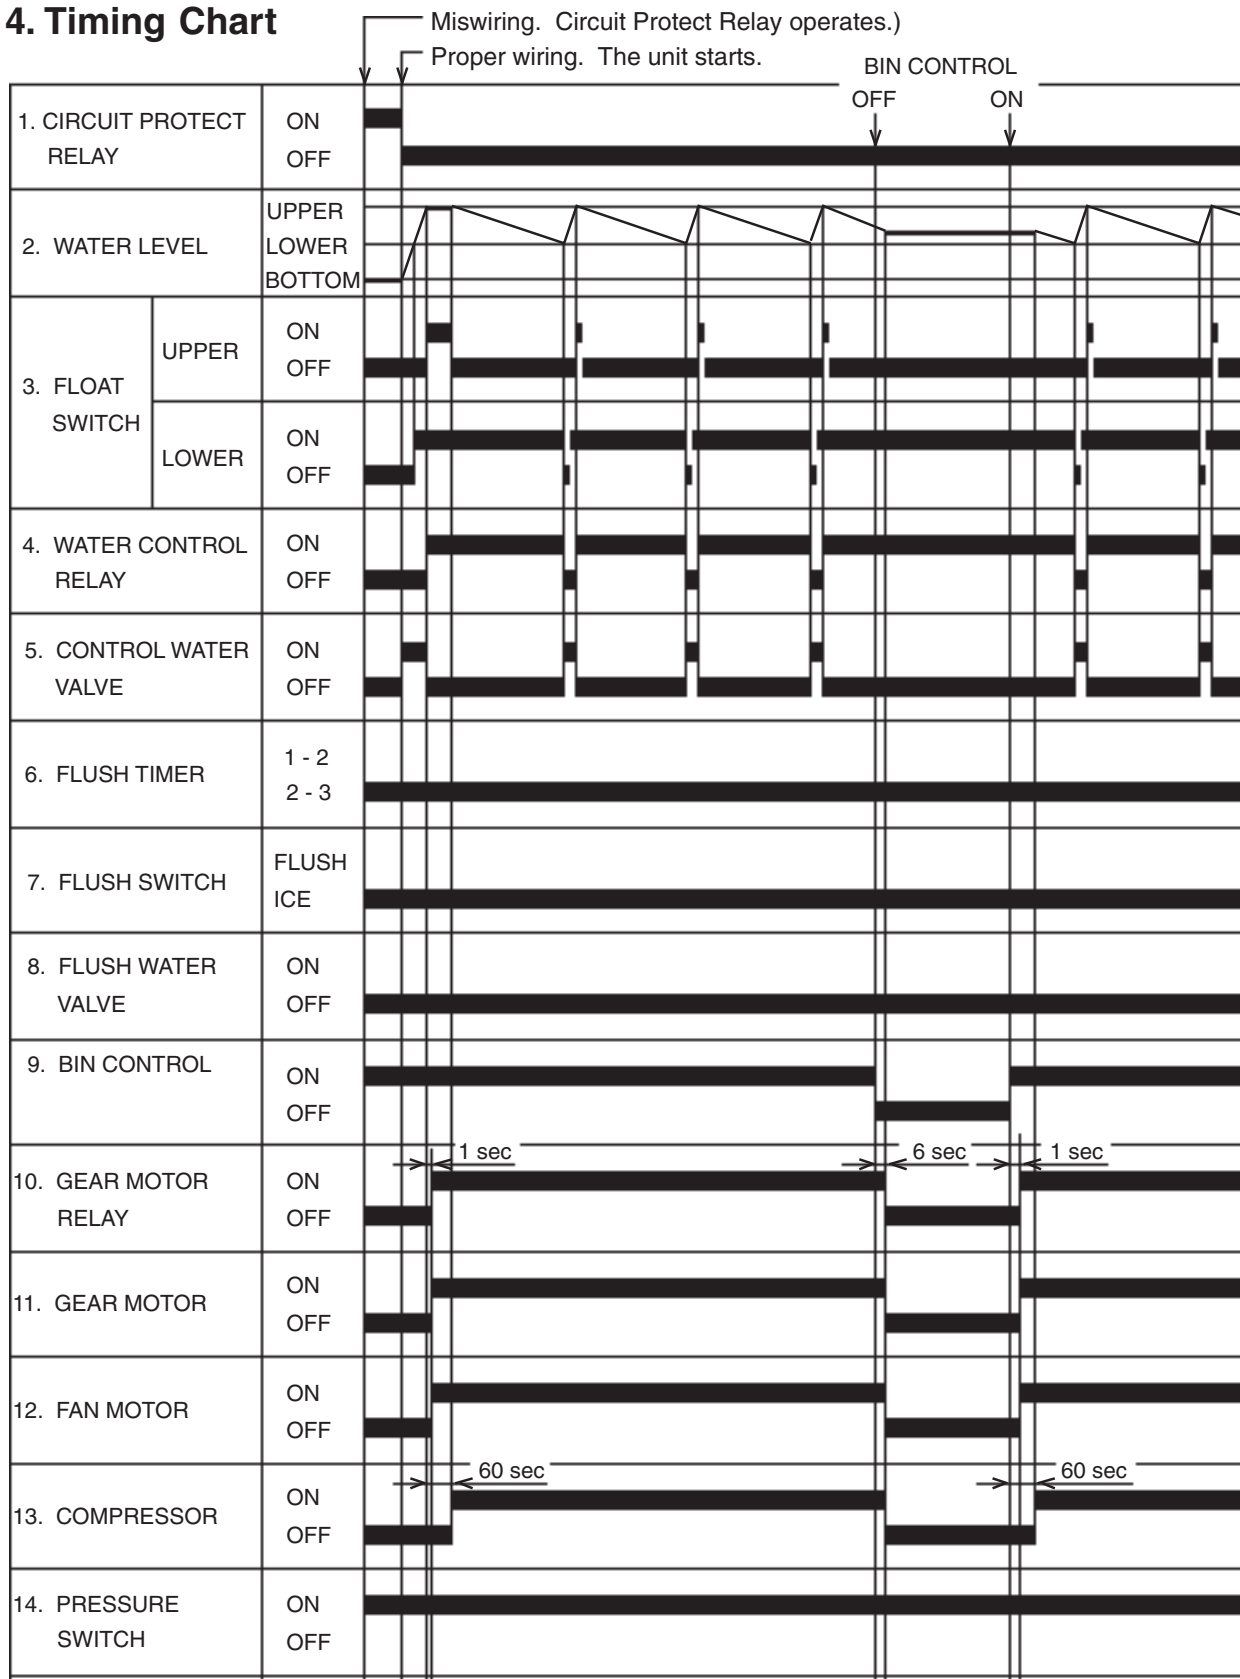 4. Timing Chart
Miswiring.  Circuit Protect Relay operates.)
Proper wiring.  The unit starts.
BIN CONTROL
OFF ON
1. CIRCUIT PROTECT ON
RELAY OFF
UPPER
2. WATER LEVEL LOWER
BOTTOM
3. FLOAT
SWITCH
UPPER
ON
OFF
LOWER
ON
OFF
4. WATER CONTROL ON
RELAY OFF
5. CONTROL WATER ON
VALVE OFF
6. FLUSH TIMER
1 - 2
2 - 3
7. FLUSH SWITCH
FLUSH
ICE
8. FLUSH WATER ON
VALVE OFF
9. BIN CONTROL
ON
OFF
1 sec 6 sec 1 sec
10. GEAR MOTOR ON
RELAY OFF
11. GEAR MOTOR
ON
OFF
12. FAN MOTOR
ON
OFF
60 sec 60 sec
13. COMPRESSOR
ON
OFF
14. PRESSURE ON
SWITCH OFF